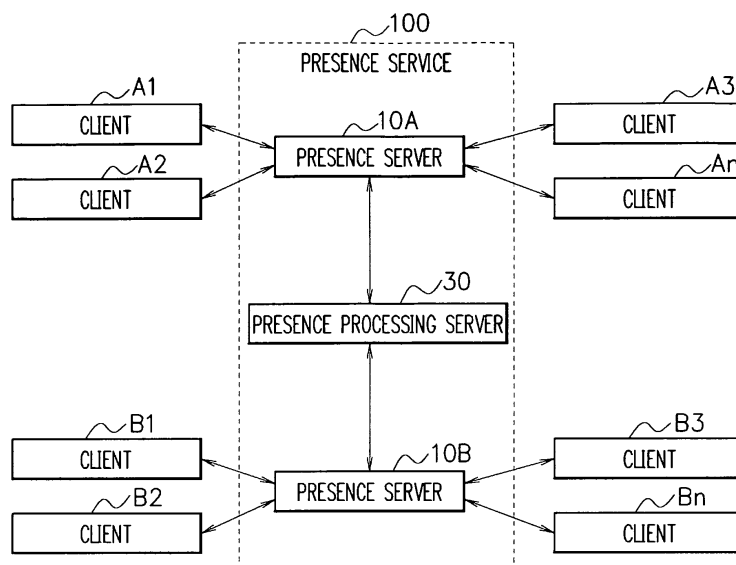 100
PRESENCE SERVICE
A1
CLIENT
10A
PRESENCE SERVER
A3
CLIENT
A2
CLIENT
An
CLIENT
30
PRESENCE PROCESSING SERVER
B1
CLIENT
10B
PRESENCE SERVER
B3
CLIENT
B2
CLIENT
Bn
CLIENT